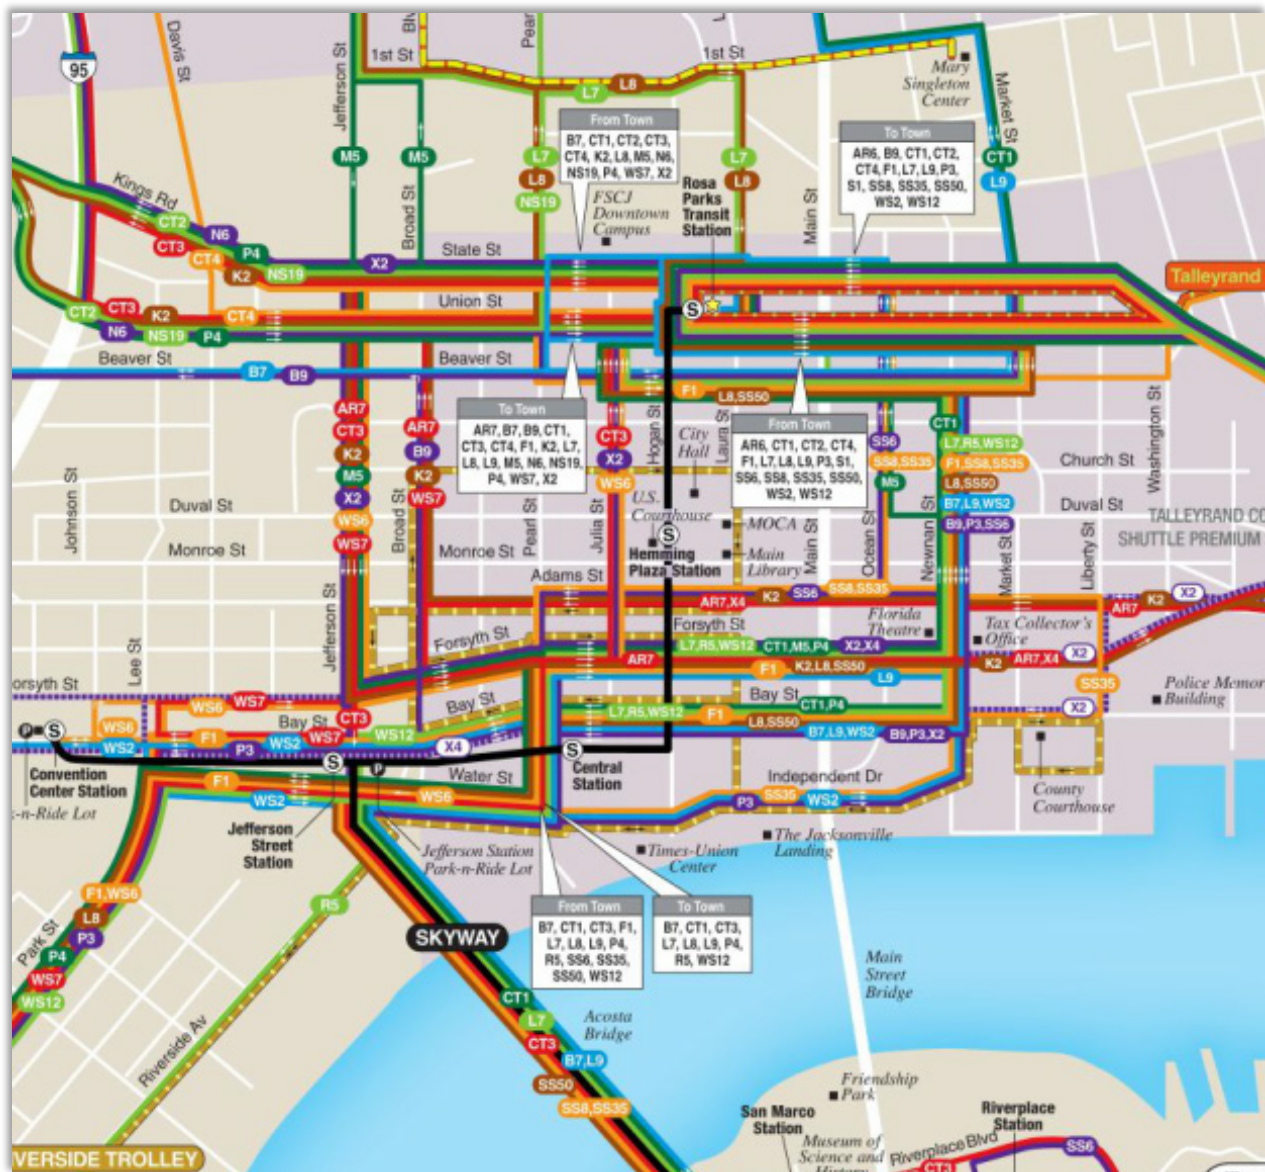 95
Davis St
Jefferson St
1st St
1st St
Mary
Singleton
Center
Market St
L7
L8
From Town
B7, CT1, CT2, CT3,
CT4, K2, L8, M5, N6,
NS19, P4, WS7, X2
To Town
AR6, B9, CT1, CT2,
CT4, F1, L7, L9, P3,
S1, SS8, SS35, SS50,
WS2, WS12
M5
M5
L7
L8
NS19
L7
L8
CT1
L9
Rosa
Parks
Transit
Station
FSCJ
Downtown
Campus
Main St
Kings Rd
Broad St
CT2
N6
CT3
P4
CT4
K2
NS19
X2
State St
Talleyrand
Union St
S
CT3
CT2
K2
CT4
N6
NS19
P4
Beaver St
Beaver St
B7
B9
F1
L8,SS50
AR7
CT3
K2
M5
X2
WS6
WS7
AR7
B9
K2
WS7
To Town
AR7, B7, B9, CT1,
CT3, CT4, F1, K2, L7,
L8, L9, M5, N6, NS19,
P4, WS7, X2
CT3
X2
WS6
Hogan St
City
Hall
Laura St
From Town
AR6, CT1, CT2, CT4,
F1, L7, L8, L9, P3, S1,
SS6, SS8, SS35, SS50,
WS2, WS12
SS6
SS8,SS35
M5
CT1
L7,R5,WS12
F1,SS8,SS35
L8,SS50
B7,L9,WS2
B9,P3,SS6
Church St
Washington St
Duval St
Duval St
TALLEYRAND CO
SHUTTLE PREMIUM
Johnson St
Monroe St
Broad St
Monroe St
Pearl St
Julia St
U.S.
Courthouse
S
Hemming
Plaza Station
MOCA
Main
Library
Main St
Ocean St
Newnan St
Market St
Liberty St
Adams St
AR7,X4
K2
SS6
SS8,SS35
AR7
K2
X2
Jefferson St
Lee St
Forsyth St
Forsyth St
Florida
Theatre
Tax Collector's
Office
L7,R5,WS12
CT1,M5,P4
X2,X4
AR7
F1
K2,L8,SS50
L9
K2
AR7,X4
X2
SS35
orsyth St
WS6
WS7
Bay St
Bay St
Bay St
CT3
WS7
WS12
L7,R5,WS12
F1
CT1,P4
L8,SS50
B7,L9,WS2
B9,P3,X2
X2
Police Memor
Building
P
S
WS6
WS2
F1
P3
WS2
X4
S
S
Convention
Center Station
k-n-Ride Lot
P
Water St
Central
Station
Independent Dr
F1
WS2
WS6
P3
SS35
WS2
County
Courthouse
Jefferson
Street
Station
Jefferson Station
Park-n-Ride Lot
Times-Union
Center
The Jacksonville
Landing
F1,WS6
L8
P3
P4
WS7
WS12
Park St
R5
From Town
B7, CT1, CT3, F1,
L7, L8, L9, P4,
R5, SS6, SS35,
SS50, WS12
To Town
B7, CT1, CT3,
L7, L8, L9, P4,
R5, WS12
SKYWAY
Main
Street
Bridge
CT1
L7
CT3
B7,L9
SS50
SS8,SS35
Acosta
Bridge
Riverside Av
Friendship
Park
San Marco
Station
Riverplace
Station
Museum of
Science and
History
Riverplace Blvd
CT3
SS6
VERSIDE TROLLEY